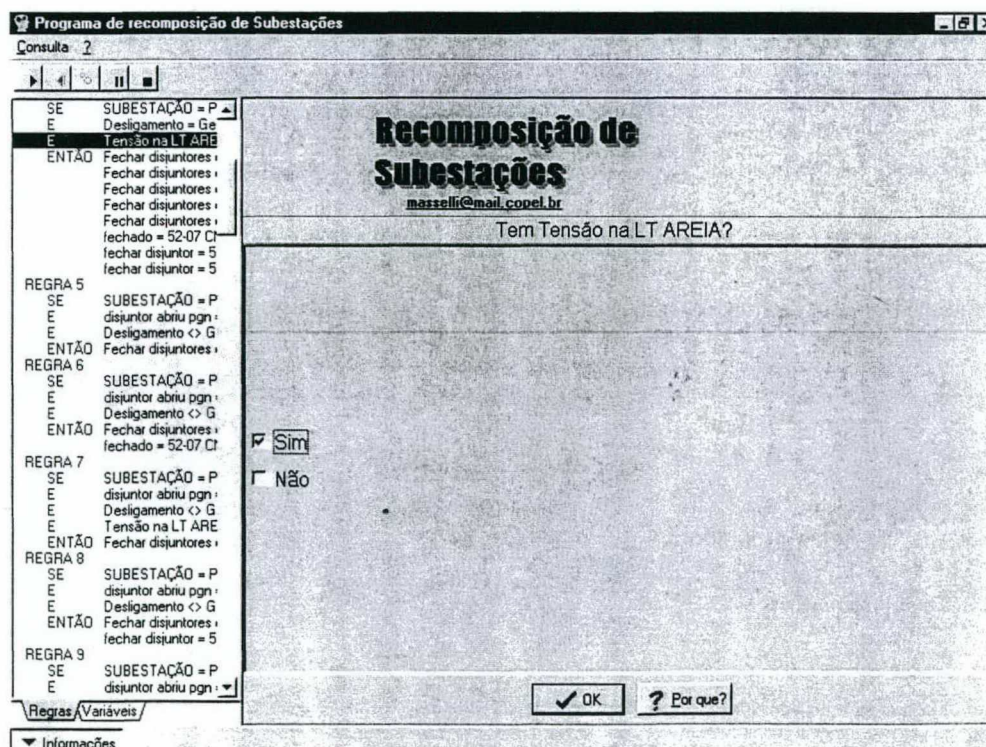 Programa de recomposição de Subestações
Consulta ?
SE SUBESTAÇÃO = P
E Desligamento = Ge
E Tensão na LT ARE
ENTÃO Fechar disjuntores
Fechar disjuntores
Fechar disjuntores
Fechar disjuntores
Fechar disjuntores
fechado = 52-07 Cl
fechar disjuntor = 5
fechar disjuntor = 5
REGRA 5
SE SUBESTAÇÃO = P
E disjuntor abriu pgn
E Desligamento <> G
ENTÃO Fechar disjuntores
REGRA 6
SE SUBESTAÇÃO = P
E disjuntor abriu pgn
E Desligamento <> G
ENTÃO Fechar disjuntores
fechado = 52-07 Cl
REGRA 7
SE SUBESTAÇÃO = P
E disjuntor abriu pgn
E Desligamento <> G
E Tensão na LT ARE
ENTÃO Fechar disjuntores
REGRA 8
SE SUBESTAÇÃO = P
E disjuntor abriu pgn
E Desligamento <> G
ENTÃO Fechar disjuntores
fechar disjuntor = 5
REGRA 9
SE SUBESTAÇÃO = P
E disjuntor abriu pgn
Regras Variáveis
Informações
Recomposição de
Subestações
masselli@mail.copel.br
Tem Tensão na LT AREIA?
Sim
Não
OK ? Por que?